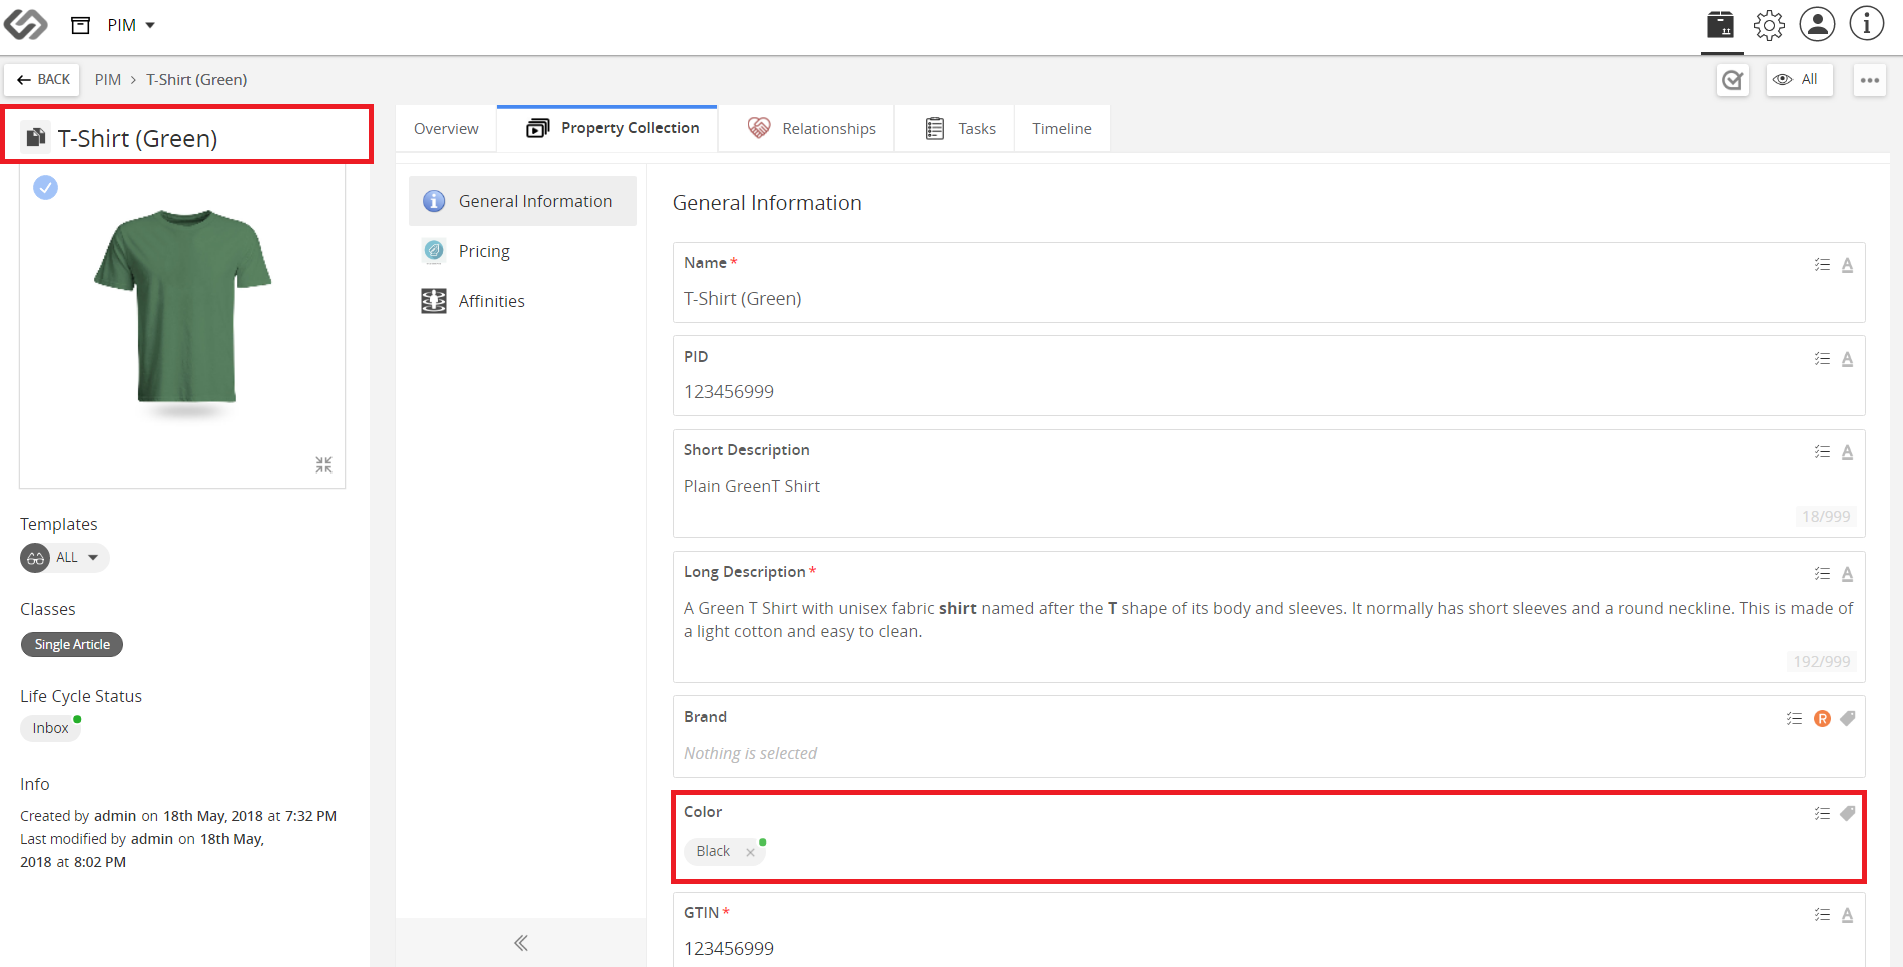 PIM
BACK
PIM > T-Shirt (Green)
All
T-Shirt (Green)
Templates
ALL
Classes
Single Article
Life Cycle Status
Inbox
Info
Created by admin on 18th May, 2018 at 7:32 PM
Last modified by admin on 18th May,
2018 at 8:02 PM
Overview
Property Collection
Relationships
Tasks
Timeline
General Information
Pricing
Affinities
General Information
Name *
T-Shirt (Green)
PID
123456999
Short Description
Plain GreenT Shirt
18/999
Long Description *
A Green T Shirt with unisex fabric shirt named after the T shape of its body and sleeves. It normally has short sleeves and a round neckline. This is made of
a light cotton and easy to clean.
192/999
Brand
R
Nothing is selected
Color
Black ×
GTIN *
123456999